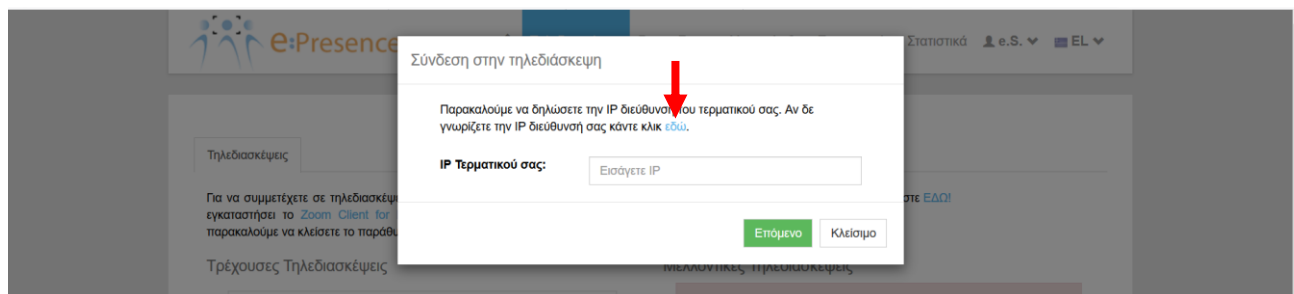 e:Presence
Στατιστικά e.S. EL
Σύνδεση στην τηλεδιάσκεψη
Παρακαλούμε να δηλώσετε την IP διεύθυνση του τερματικού σας. Αν δε
γνωρίζετε την IP διεύθυνσή σας κάντε κλικ εδώ.
Τηλεδιασκέψεις
IP Τερματικού σας: Εισάγετε IP
Για να συμμετέχετε σε τηλεδιασκέψ
στε ΕΔΩ!
εγκαταστήσει το Zoom Client for
παρακαλούμε να κλείσετε το παράθυ
Επόμενο Κλείσιμο
Τρέχουσες Τηλεδιασκέψεις
Μελλοντικές Τηλεδιασκέψεις